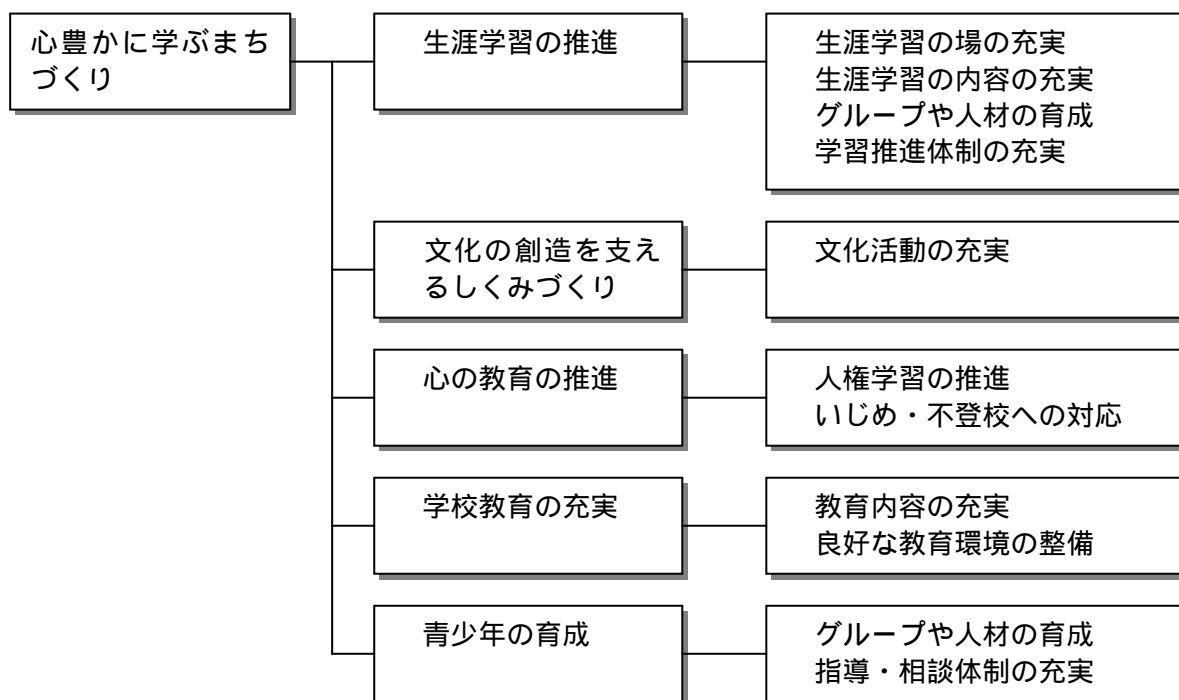 心豊かに学ぶまち
づくり
生涯学習の推進
生涯学習の場の充実
生涯学習の内容の充実
グループや人材の育成
学習推進体制の充実
文化の創造を支え
るしくみづくり
文化活動の充実
心の教育の推進
人権学習の推進
いじめ・不登校への対応
学校教育の充実
教育内容の充実
良好な教育環境の整備
青少年の育成
グループや人材の育成
指導・相談体制の充実